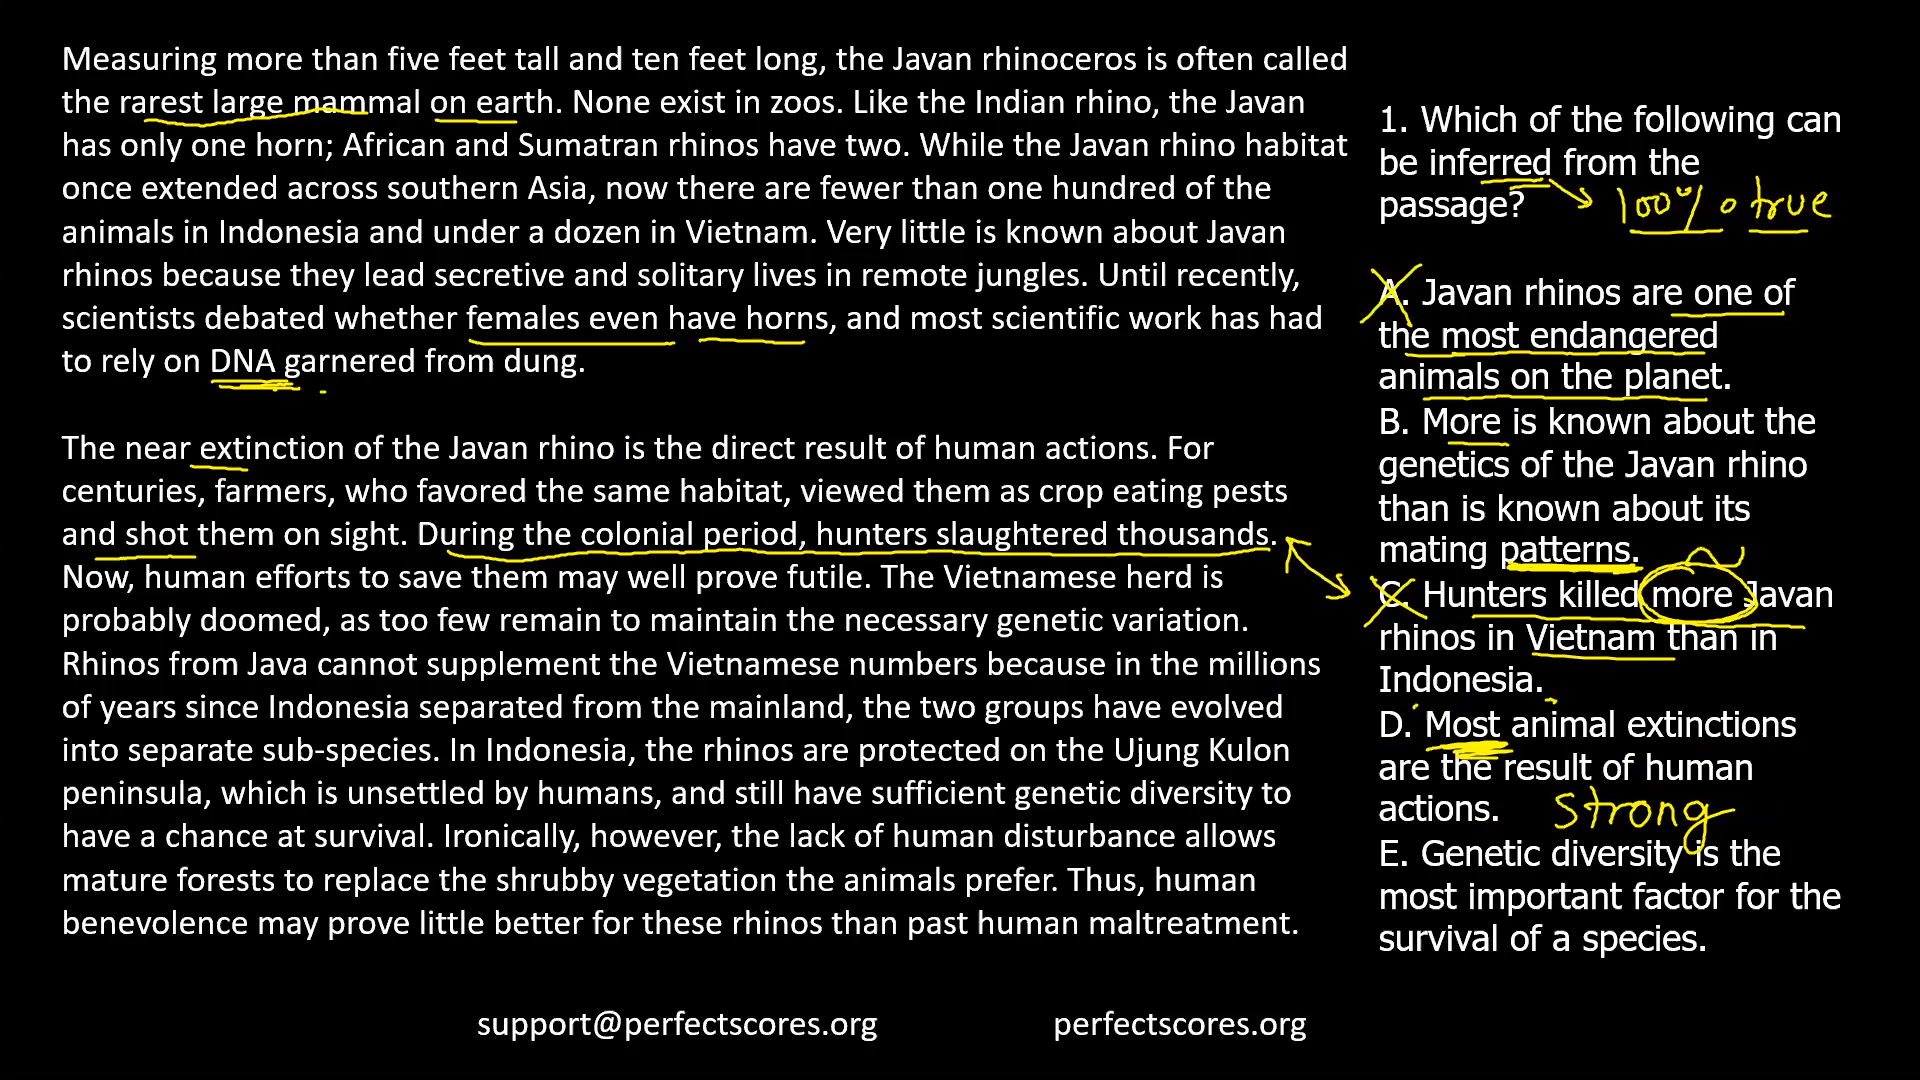 Measuring more than five feet tall and ten feet long, the Javan rhinoceros is often called
the rarest large mammal on earth. None exist in zoos. Like the Indian rhino, the Javan
has only one horn; African and Sumatran rhinos have two. While the Javan rhino habitat
once extended across southern Asia, now there are fewer than one hundred of the
animals in Indonesia and under a dozen in Vietnam. Very little is known about Javan
rhinos because they lead secretive and solitary lives in remote jungles. Until recently,
scientists debated whether females even have horns, and most scientific work has had
to rely on DNA garnered from dung.
The near extinction of the Javan rhino is the direct result of human actions. For
centuries, farmers, who favored the same habitat, viewed them as crop eating pests
and shot them on sight. During the colonial period, hunters slaughtered thousands.
Now, human efforts to save them may well prove futile. The Vietnamese herd is
probably doomed, as too few remain to maintain the necessary genetic variation.
Rhinos from Java cannot supplement the Vietnamese numbers because in the millions
of years since Indonesia separated from the mainland, the two groups have evolved
into separate sub-species. In Indonesia, the rhinos are protected on the Ujung Kulon
peninsula, which is unsettled by humans, and still have sufficient genetic diversity to
have a chance at survival. Ironically, however, the lack of human disturbance allows
mature forests to replace the shrubby vegetation the animals prefer. Thus, human
benevolence may prove little better for these rhinos than past human maltreatment.
1. Which of the following can
be inferred from the
passage?
100% true
A. Javan rhinos are one of
the most endangered
animals on the planet.
B. More is known about the
genetics of the Javan rhino
than is known about its
mating patterns.
C. Hunters killed more Javan
rhinos in Vietnam than in
Indonesia.
D. Most animal extinctions
are the result of human
actions.
strong
E. Genetic diversity is the
most important factor for the
survival of a species.
support@perfectscores.org
perfectscores.org